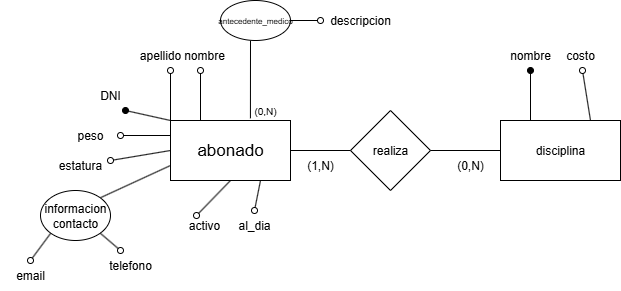 antecedente_medico
descripcion
apellido nombre
nombre
costo
DNI
(0,N)
peso
abonado
realiza
disciplina
estatura
(1,N)
(0,N)
informacion
contacto
activo
al_dia
telefono
email